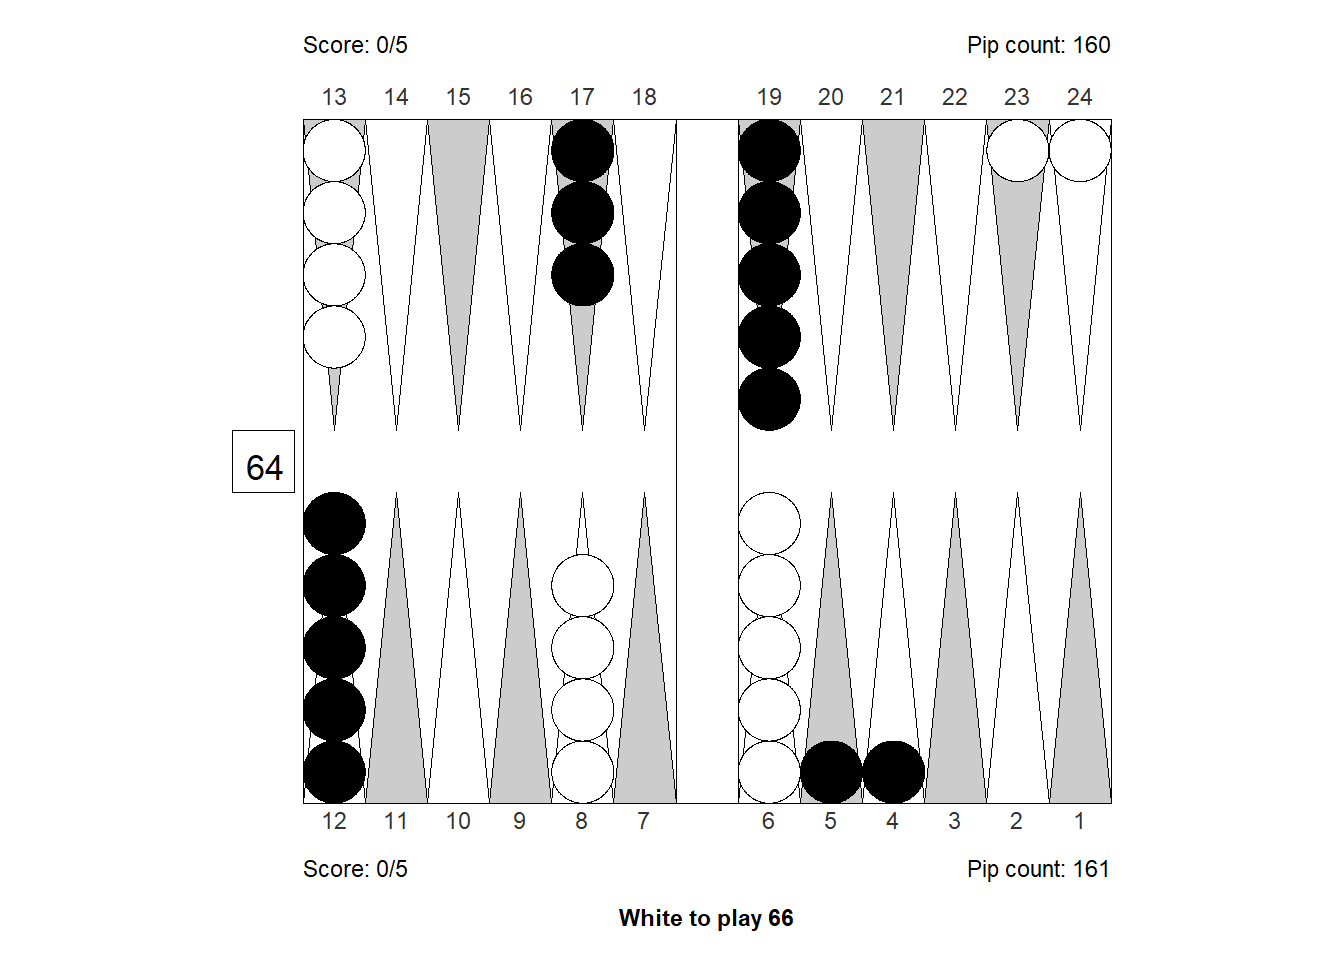 Score: 0/5 Pip count: 160
13 14 15 16 17 18 19 20 21 22 23 24
64
12 11 10 9 8 7 6 5 4 3 2 1
Score: 0/5 Pip count: 161
White to play 66